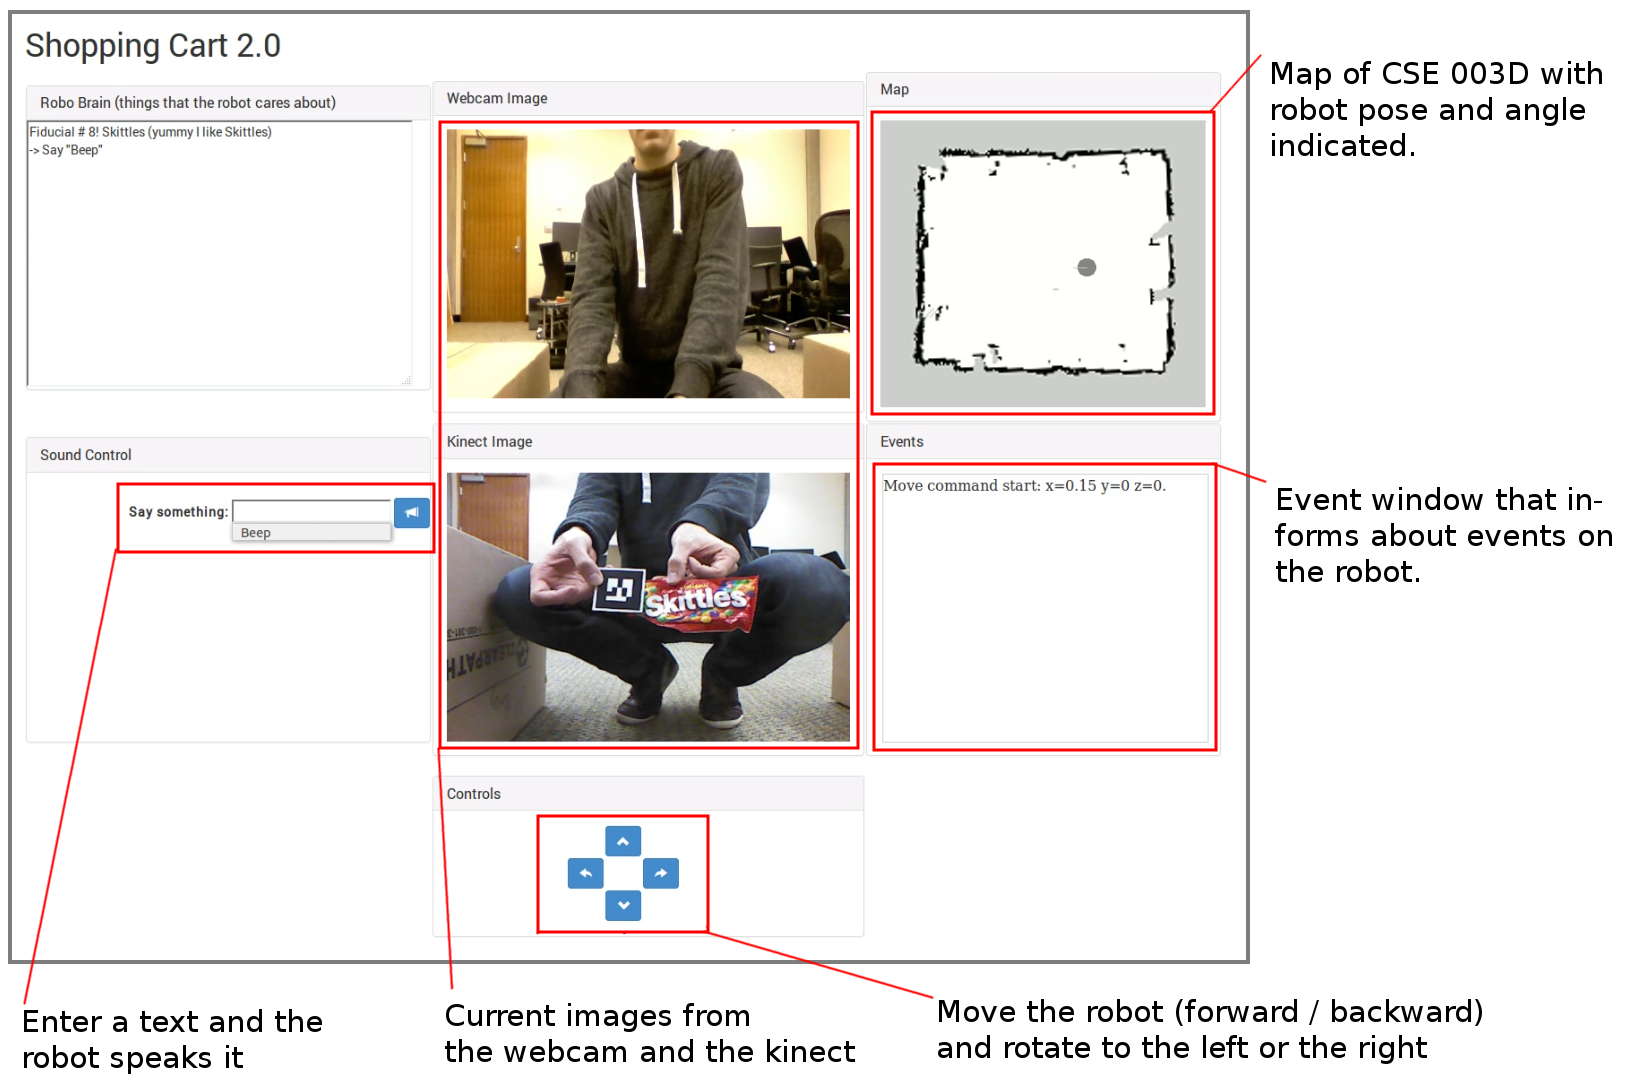 Shopping Cart 2.0
Robo Brain (things that the robot cares about)
Fiducial # 8! Skittles (yummy I like Skittles)
-> Say "Beep"
Webcam Image
Map
Map of CSE 003D with
robot pose and angle
indicated.
Sound Control
Say something:
Beep
Kinect Image
Skittles
CLEARPATH
Events
Move command start: x=0.15 y=0 z=0.
Event window that in-
forms about events on
the robot.
Controls
Enter a text and the
robot speaks it
Current images from
the webcam and the kinect
Move the robot (forward / backward)
and rotate to the left or the right